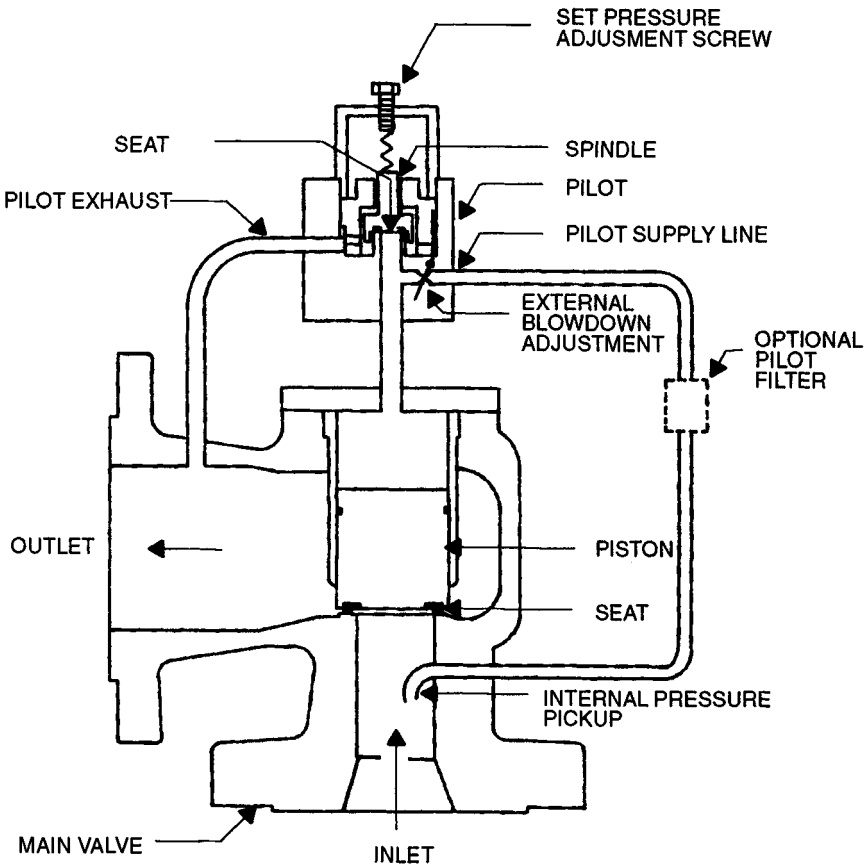 SET PRESSURE
ADJUSMENT SCREW
SEAT
SPINDLE
PILOT
PILOT EXHAUST
PILOT SUPPLY LINE
EXTERNAL
BLOWDOWN
ADJUSTMENT
OPTIONAL
PILOT
FILTER
OUTLET
PISTON
SEAT
INTERNAL PRESSURE
PICKUP
MAIN VALVE
INLET